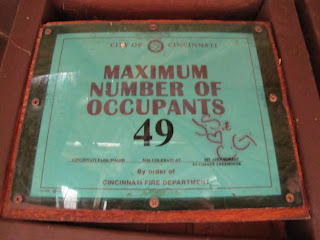 CITY OF CINCINNATI
MAXIMUM
NUMBER OF
OCCUPANTS
49
By order of
CINCINNATI FIRE DEPARTMENT